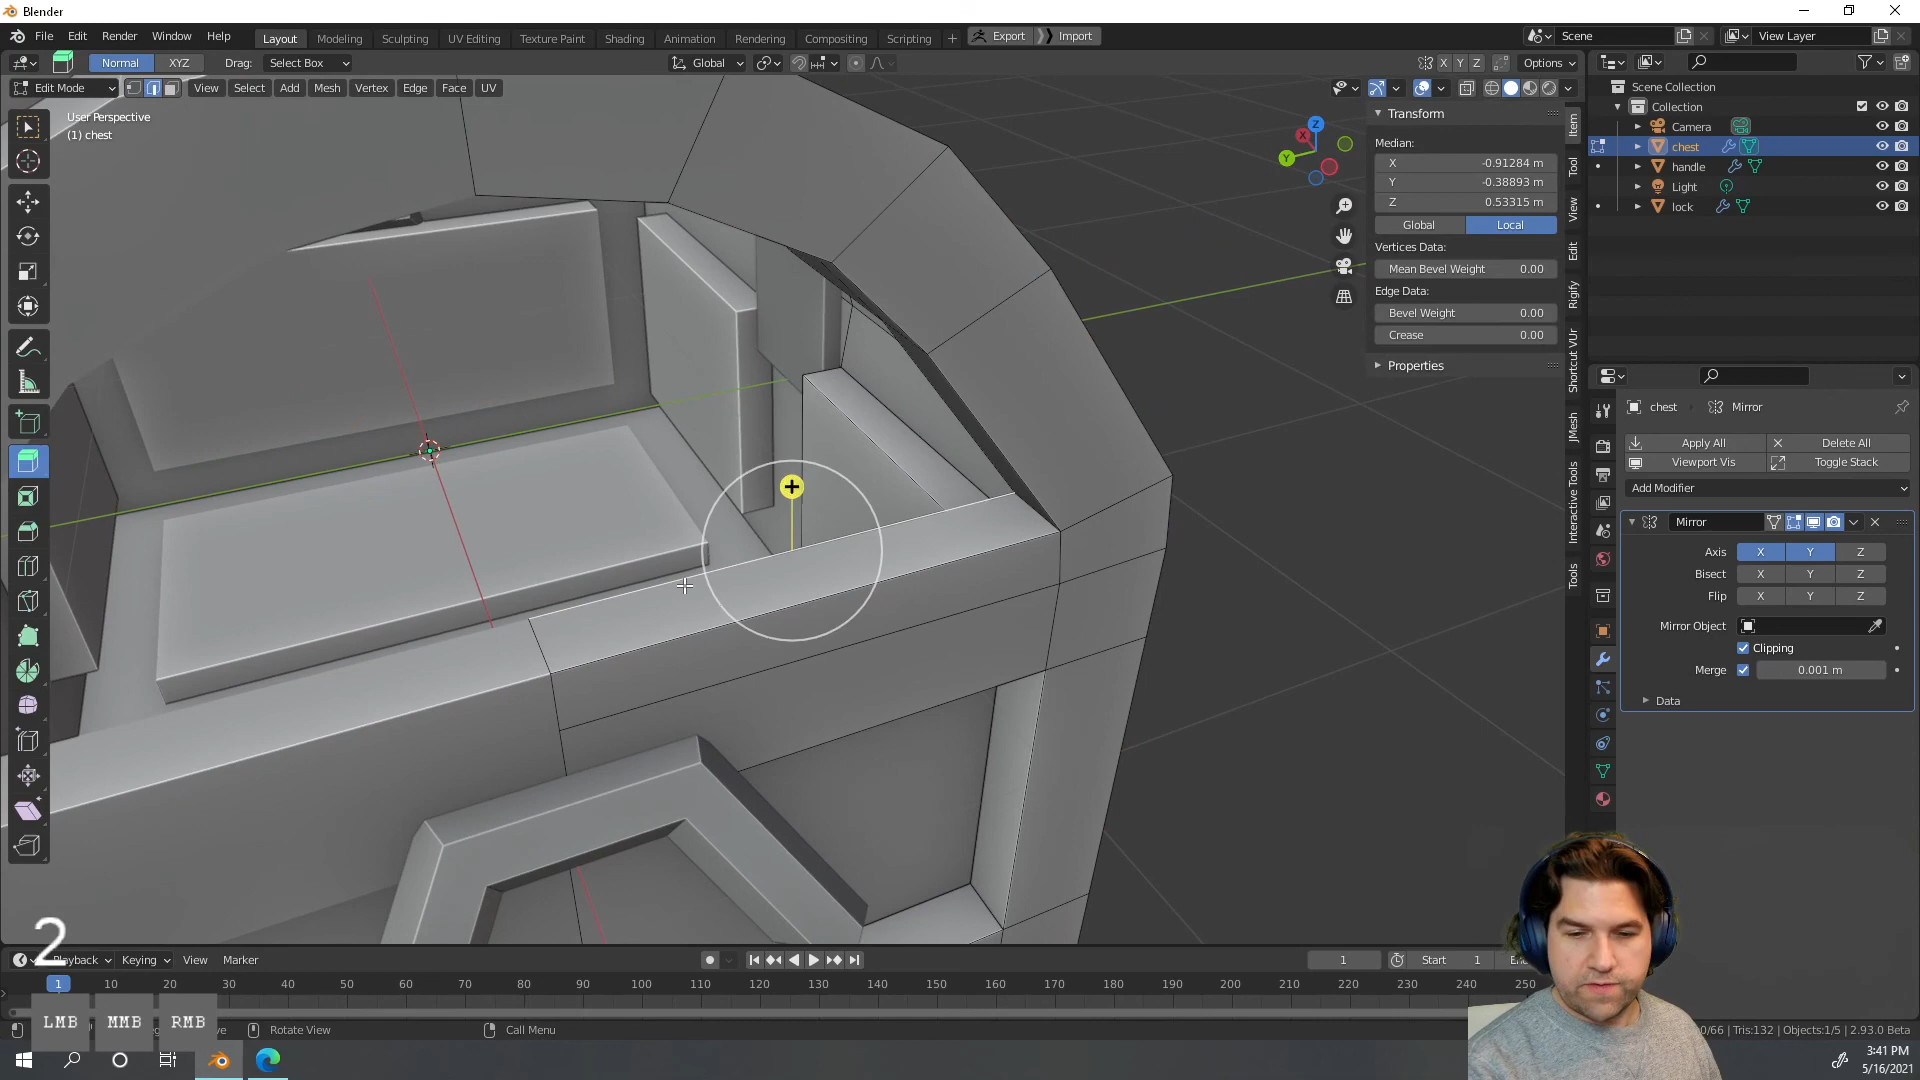 Blender
File Edit Render Window Help
Layout Modeling Sculpting UV Editing Texture Paint Shading Animation Rendering Compositing Scripting + Export Import
Scene View Layer
Normal XYZ Drag: Select Box Global X Y Z Options
Edit Mode View Select Add Mesh Vertex Edge Face UV
User Perspective
(1) chest
Z
X
Y
Transform
Median:
X -0.91284 m
Y -0.38893 m
Z 0.53315 m
Global Local
Vertices Data:
Mean Bevel Weight 0.00
Edge Data:
Bevel Weight 0.00
Crease 0.00
Properties
Item
Tool
View
Edit
Rigify
Shortcut VUr
JMesh
Interactive Tools
Tools
Scene Collection
Collection
Camera
chest
handle
Light
lock
chest Mirror
Apply All Delete All
Viewport Vis Toggle Stack
Add Modifier
Mirror
Axis X Y Z
Bisect X Y Z
Flip X Y Z
Mirror Object
Clipping
Merge 0.001 m
Data
2
Playback Keying View Marker
1 Start 1
1 10 20 30 40 50 60 70 80 90 100 110 120 130 140 150 160 170 180 190 200 210 220 230 240 250
LMB MMB RMB
Rotate View Call Menu
0/66 | Tris:132 | Objects:1/5 | 2.93.0 Beta
3:41 PM
5/16/2021